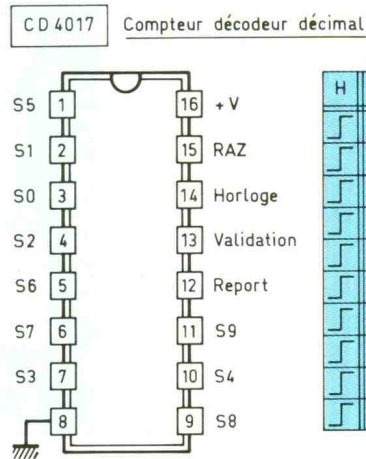 CD 4017 Compteur décodeur décimal
H
S5 1 16 +V
S1 2 15 RAZ
S0 3 14 Horloge
S2 4 13 Validation
S6 5 12 Report
S7 6 11 S9
S3 7 10 S4
8 9 S8